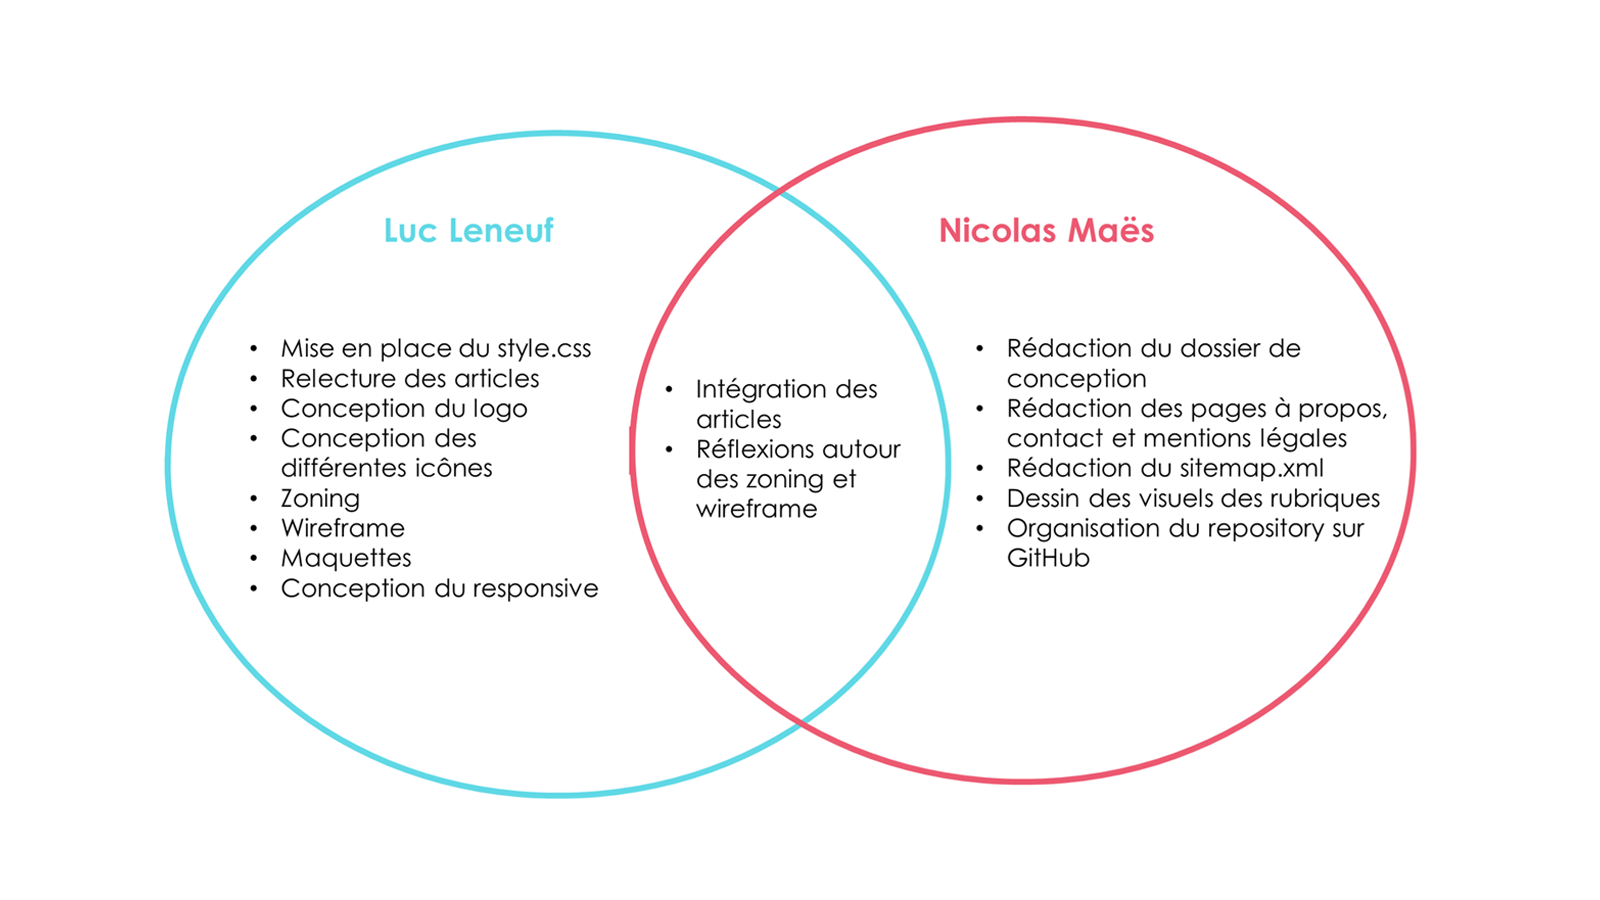 Luc Leneuf
• Mise en place du style.css
• Relecture des articles
• Conception du logo
• Conception des
différentes icônes
• Zoning
• Wireframe
• Maquettes
• Conception du responsive
• Intégration des
articles
• Réflexions autour
des zoning et
wireframe
Nicolas Maës
• Rédaction du dossier de
conception
• Rédaction des pages à propos,
contact et mentions légales
• Rédaction du sitemap.xml
• Dessin des visuels des rubriques
• Organisation du repository sur
GitHub